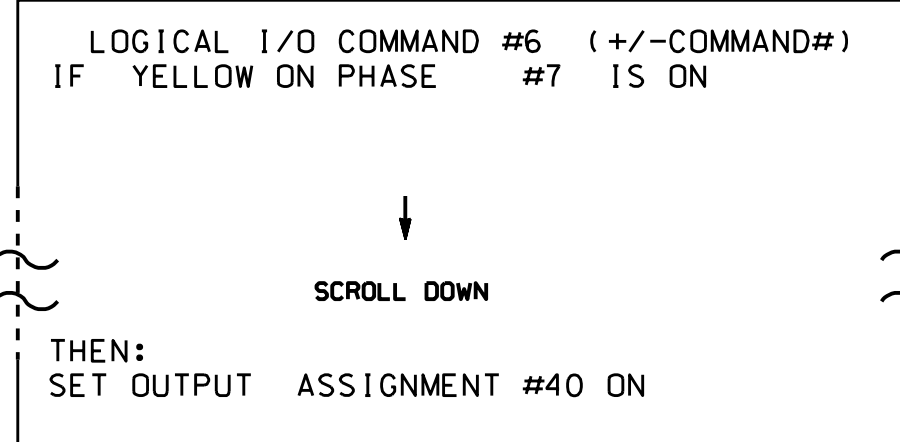 LOGICAL I/O COMMAND #6 (+/-COMMAND#)
IF YELLOW ON PHASE #7 IS ON
SCROLL DOWN
THEN:
SET OUTPUT ASSIGNMENT #40 ON